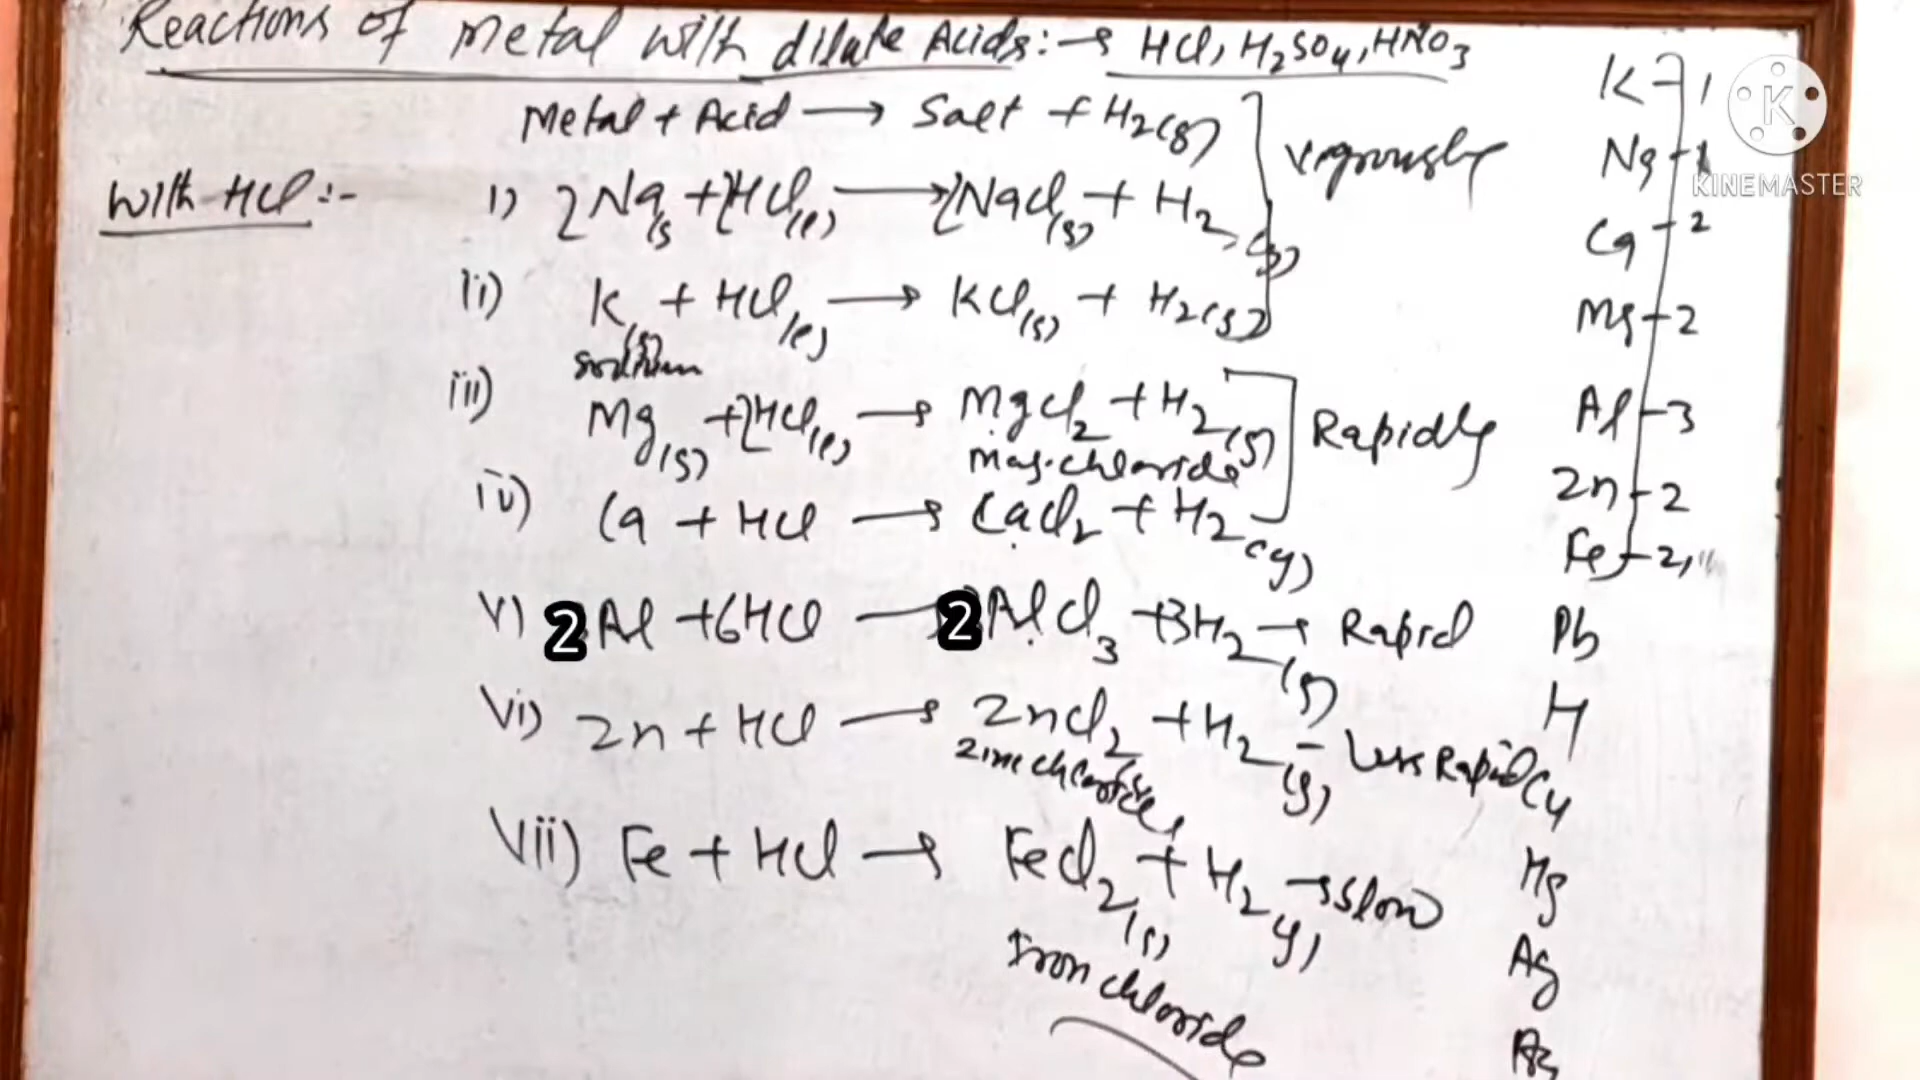 Reactions of Metal with dilute Acids:→ HCl, H₂SO₄, HNO₃
Metal + Acid → Salt + H₂(g)
Vigrously
With HCl :-
i) 2Na(s + 2HCl(l) → 2NaCl(s) + H₂(g)
ii) K(s) + HCl(l) → KCl(s) + H₂(g)
sodium
iii) Mg(s) + 2HCl(l) → MgCl₂ + H₂(g)
Rapidly
Mag. chloride
iv) Ca + HCl → CaCl₂ + H₂(g)
v) 2Al + 6HCl → 2AlCl₃ + 3H₂(g) → Rapid
vi) Zn + HCl → ZnCl₂(s) + H₂(g) - Less Rapid
Zinc chloride
vii) Fe + HCl → FeCl₂(s) + H₂g) → Slow
Iron chloride
K - 1
Na - 1
Ca - 2
Mg - 2
Al - 3
Zn - 2
Fe - 2,
Pb
H
Cu
Hg
Ag
K
KINEMASTER